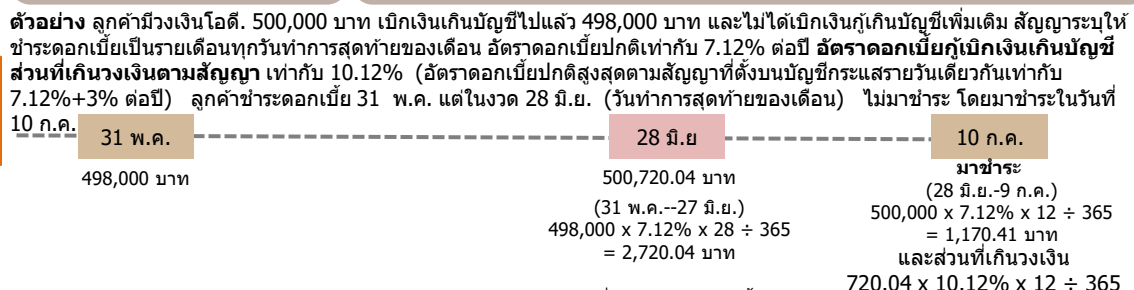 ตัวอย่าง ลูกค้ามีวงเงินโอดี. 500,000 บาท เบิกเงินเกินบัญชีไปแล้ว 498,000 บาท และไม่ได้เบิกเงินกู้เกินบัญชีเพิ่มเติม สัญญาระบุให้
ชำระดอกเบี้ยเป็นรายเดือนทุกวันทำการสุดท้ายของเดือน อัตราดอกเบี้ยปกติเท่ากับ 7.12% ต่อปี อัตราดอกเบี้ยกู้เบิกเงินเกินบัญชี
ส่วนที่เกินวงเงินตามสัญญา เท่ากับ 10.12% (อัตราดอกเบี้ยปกติสูงสุดตามสัญญาที่ตั้งบนบัญชีกระแสรายวันเดียวกันเท่ากับ
7.12%+3% ต่อปี) ลูกค้าชำระดอกเบี้ย 31 พ.ค. แต่ในงวด 28 มิ.ย. (วันทำการสุดท้ายของเดือน) ไม่มาชำระ โดยมาชำระในวันที่
10 ก.ค.
31 พ.ค.
28 มิ.ย
10 ก.ค.
498,000 บาท
500,720.04 บาท
(31 พ.ค.--27 มิ.ย.)
498,000 x 7.12% x 28 ÷ 365
= 2,720.04 บาท
มาชำระ
(28 มิ.ย.-9 ก.ค.)
500,000 x 7.12% x 12 ÷ 365
= 1,170.41 บาท
และส่วนที่เกินวงเงิน
720.04 x 10.12% x 12 ÷ 365